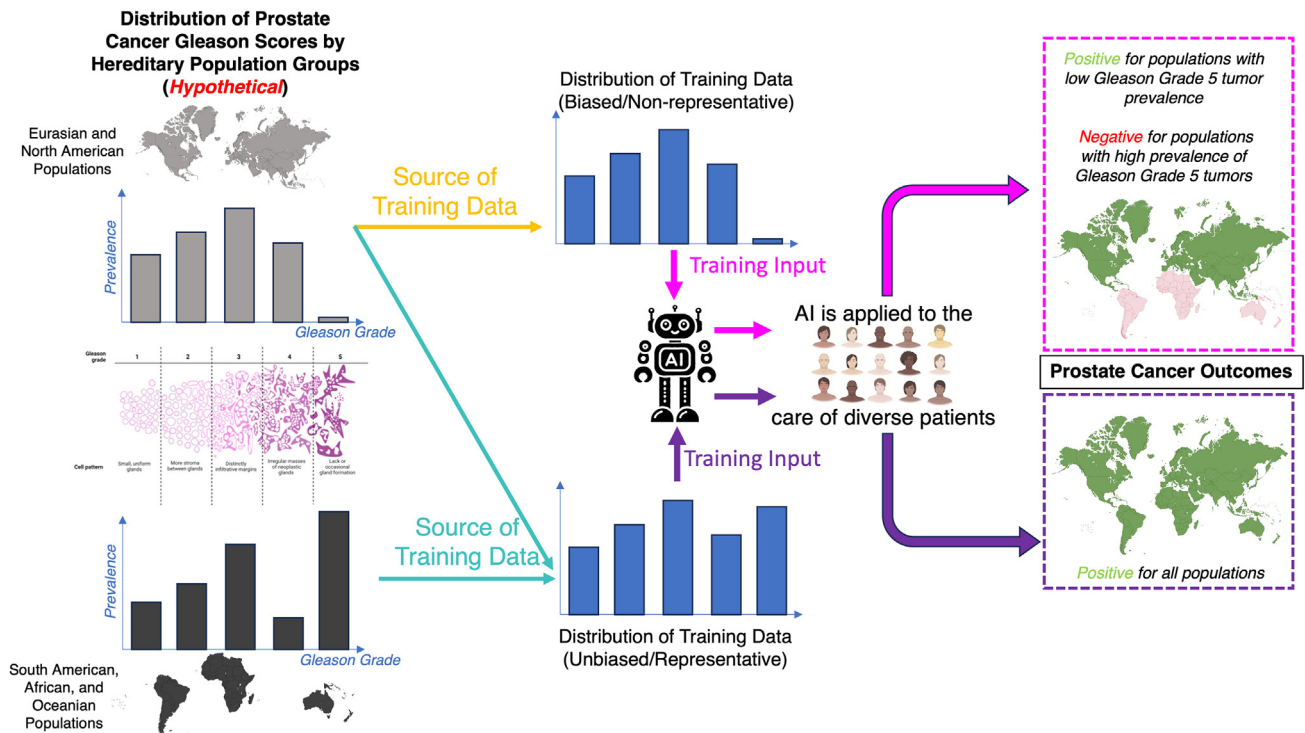 Distribution of Prostate
Cancer Gleason Scores by
Hereditary Population Groups
(Hypothetical)
Eurasian and
North American
Populations
Prevalence
Gleason Grade
Gleason
grade
1
2
3
4
5
Cell pattern
Small, uniform
glands
More stroma
between glands
Distinctly
infiltrative margins
Irregular masses
of neoplastic
glands
Lack or
occasional
gland formation
Prevalence
Gleason Grade
South American,
African, and
Oceanian
Populations
Source of
Training Data
Source of
Training Data
Distribution of Training Data
(Biased/Non-representative)
Training Input
AI
Training Input
Distribution of Training Data
(Unbiased/Representative)
AI is applied to the
care of diverse patients
Positive for populations with
low Gleason Grade 5 tumor
prevalence
Negative for populations
with high prevalence of
Gleason Grade 5 tumors
Prostate Cancer Outcomes
Positive for all populations